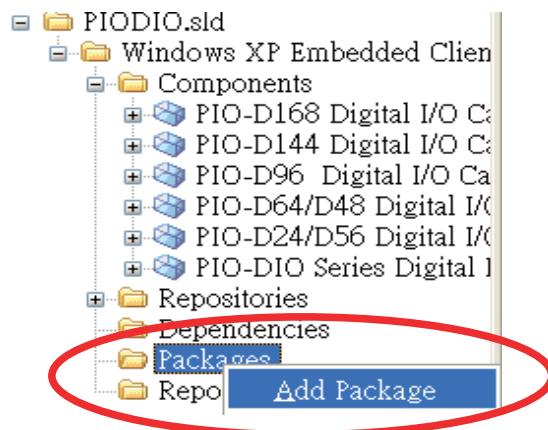 PIODIO.sld
Windows XP Embedded Clien
Components
PIO-D168 Digital I/O Ca
PIO-D144 Digital I/O Ca
PIO-D96 Digital I/O Ca
PIO-D64/D48 Digital I/(
PIO-D24/D56 Digital I/(
PIO-DIO Series Digital I
Repositories
Dependencies
Packages
Repo Add Package